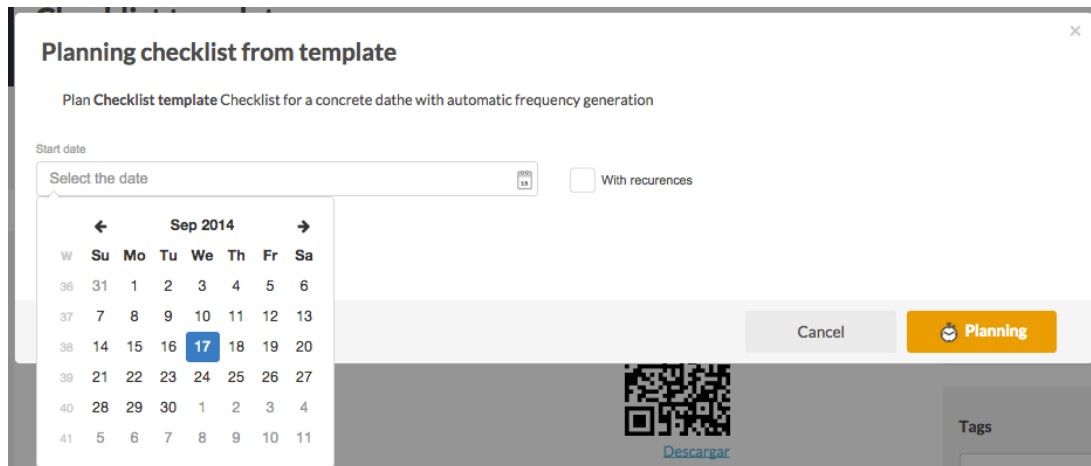 ×
Planning checklist from template
Plan Checklist template Checklist for a concrete dathe with automatic frequency generation
Start date
Select the date
15
With recurences
Sep 2014
W Su Mo Tu We Th Fr Sa
36 31 1 2 3 4 5 6
37 7 8 9 10 11 12 13
38 14 15 16 17 18 19 20
39 21 22 23 24 25 26 27
40 28 29 30 1 2 3 4
41 5 6 7 8 9 10 11
Cancel
Planning
Tags
Descargar